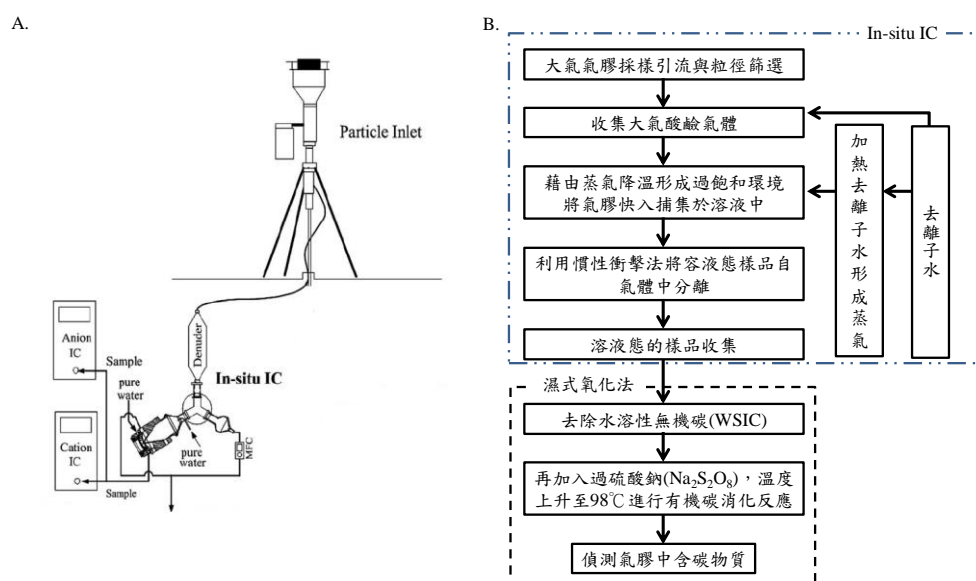 A.
Particle Inlet
Denuder
Anion
IC
Sample
In-situ IC
pure
water
Cation
IC
pure
water
MFC
Sample
B.
In-situ IC
大氣氣膠採樣引流與粒徑篩選
收集大氣酸鹼氣體
藉由蒸氣降溫形成過飽和環境
將氣膠快入捕集於溶液中
利用慣性衝擊法將容液態樣品自
氣體中分離
溶液態的樣品收集
加熱去離子水形成蒸氣
去離子水
濕式氧化法
去除水溶性無機碳(WSIC)
再加入過硫酸鈉(Na₂S₂O₈)，溫度
上升至98℃進行有機碳消化反應
偵測氣膠中含碳物質